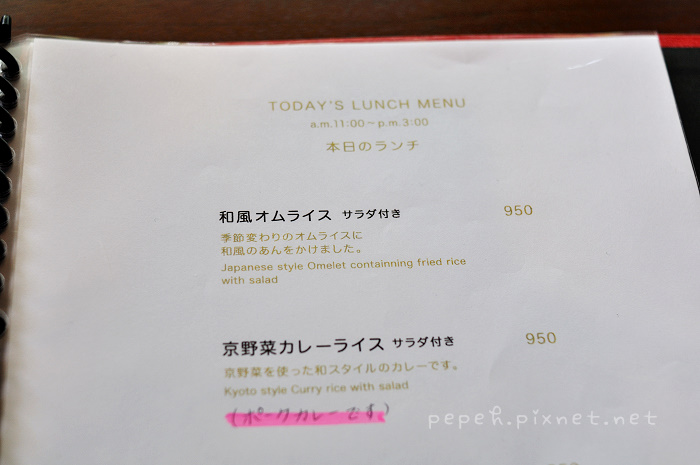 TODAY'S LUNCH MENU
a.m.11:00～p.m.3:00
本日のランチ
和風オムライス サラダ付き 950
季節変わりのオムライスに
和風のあんをかけました。
Japanese style Omelet containning fried rice
with salad
京野菜カレーライス サラダ付き 950
京野菜を使った和スタイルのカレーです。
Kyoto style Curry rice with salad
(ポークカレーです)
pepeh.pixnet.net